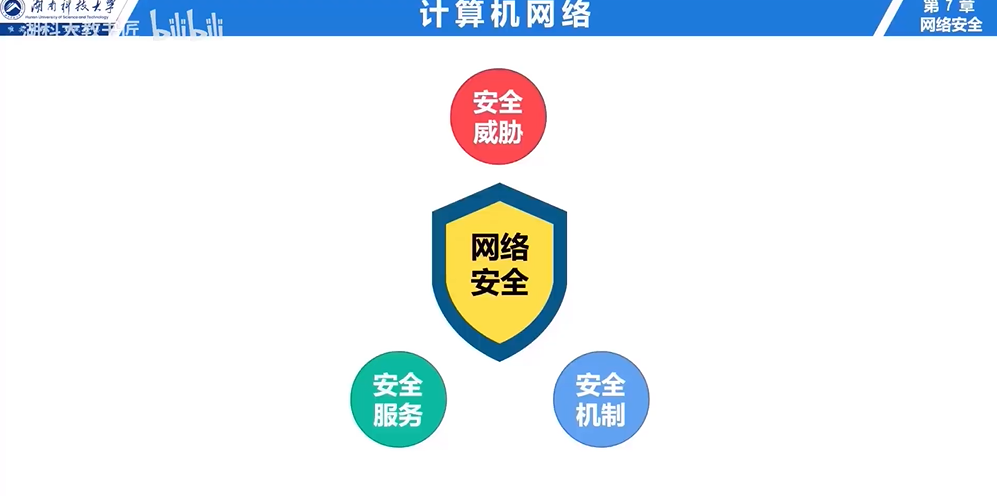 湖南科技大学
Hunan University of Science and Technology
湖科大教书匠
bilibili
计算机网络
第 7 章
网络安全
安全
威胁
网络
安全
安全
服务
安全
机制